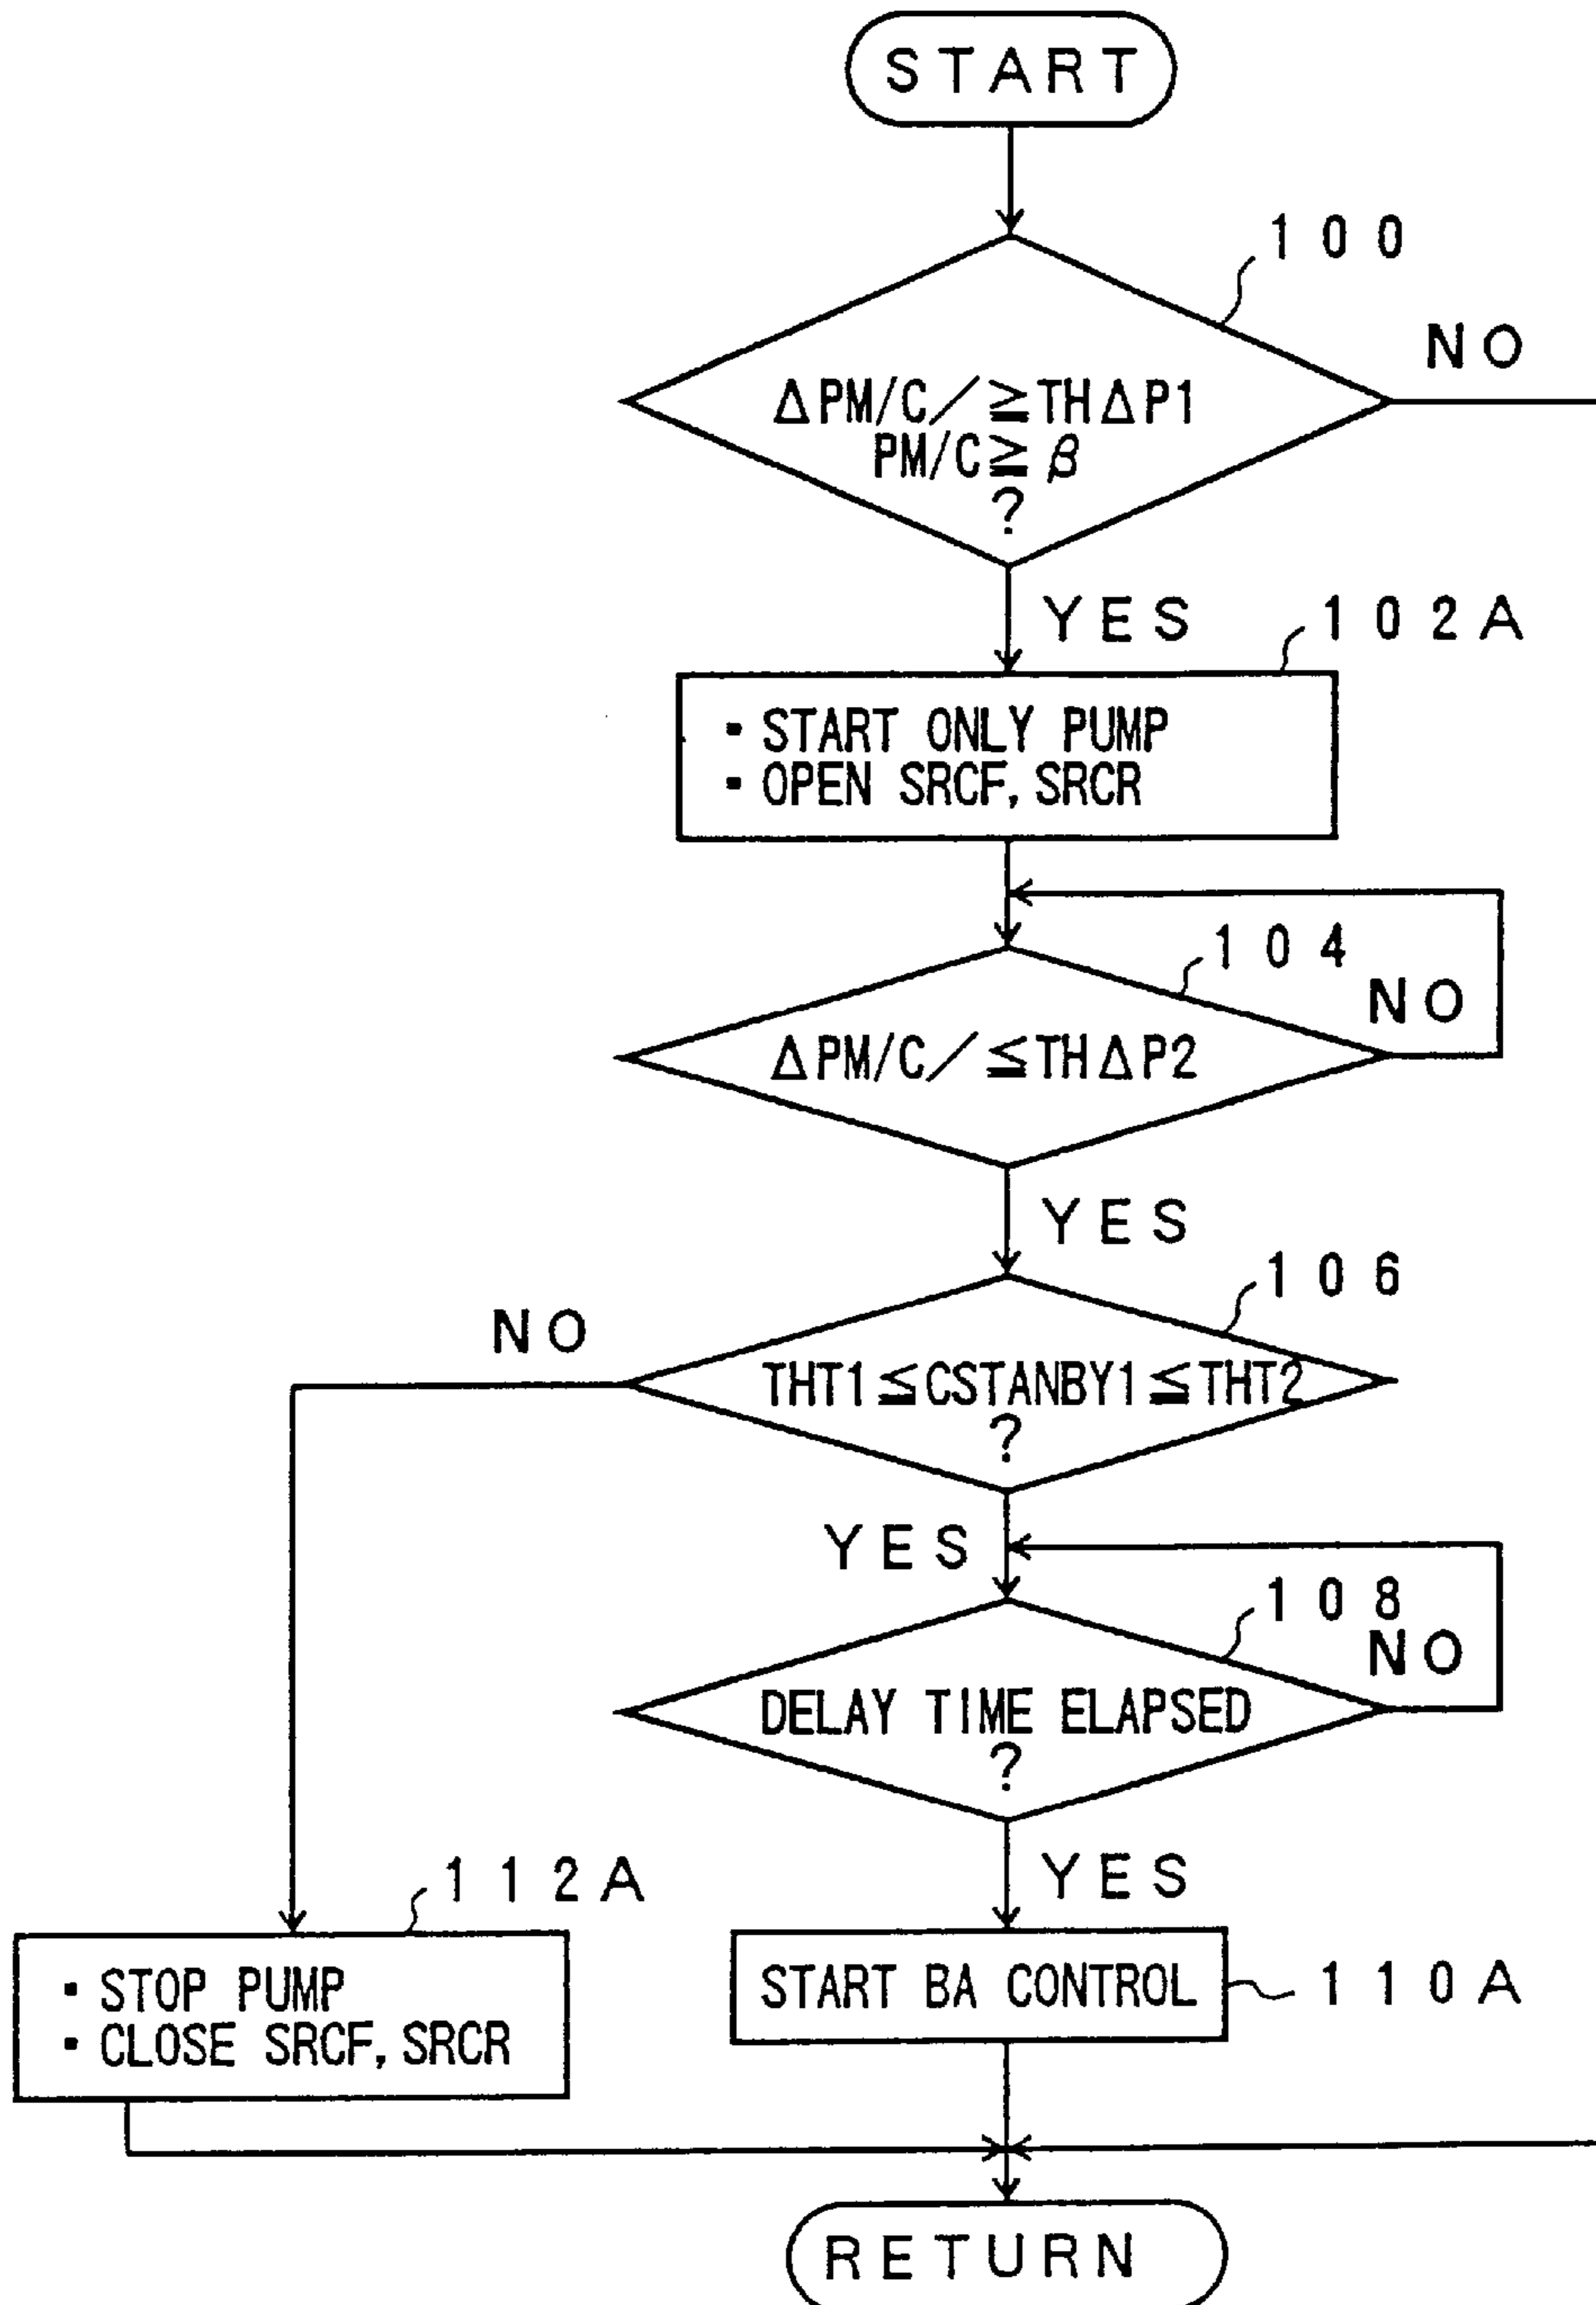 START
100
NO
ΔPM/C／≧THΔP1
PM/C≧β
?
YES
102A
▪ START ONLY PUMP
▪ OPEN SRCF, SRCR
104
NO
ΔPM/C／≦THΔP2
YES
106
NO
THT1≦CSTANBY1≦THT2
?
YES
108
NO
DELAY TIME ELAPSED
?
YES
112A
▪ STOP PUMP
▪ CLOSE SRCF, SRCR
START BA CONTROL
110A
RETURN